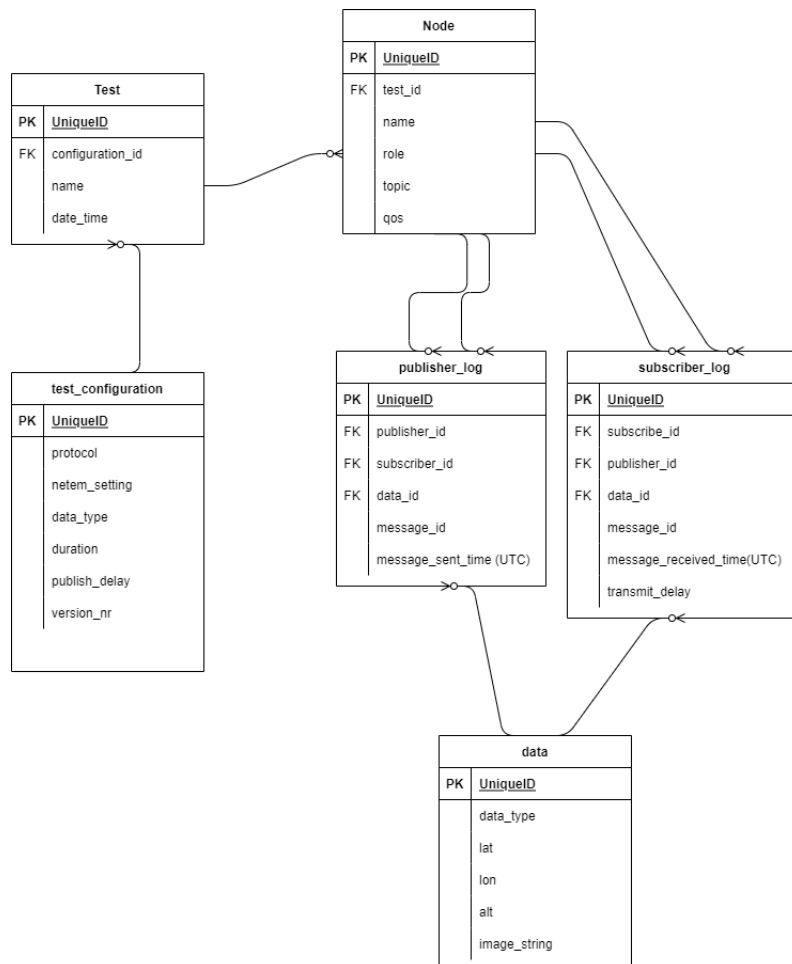 Node
PK UniqueID
FK test_id
name
role
topic
qos
Test
PK UniqueID
FK configuration_id
name
date_time
test_configuration
PK UniqueID
protocol
netem_setting
data_type
duration
publish_delay
version_nr
publisher_log
PK UniqueID
FK publisher_id
FK subscriber_id
FK data_id
message_id
message_sent_time (UTC)
subscriber_log
PK UniqueID
FK subscribe_id
FK publisher_id
FK data_id
message_id
message_received_time(UTC)
transmit_delay
data
PK UniqueID
data_type
lat
lon
alt
image_string